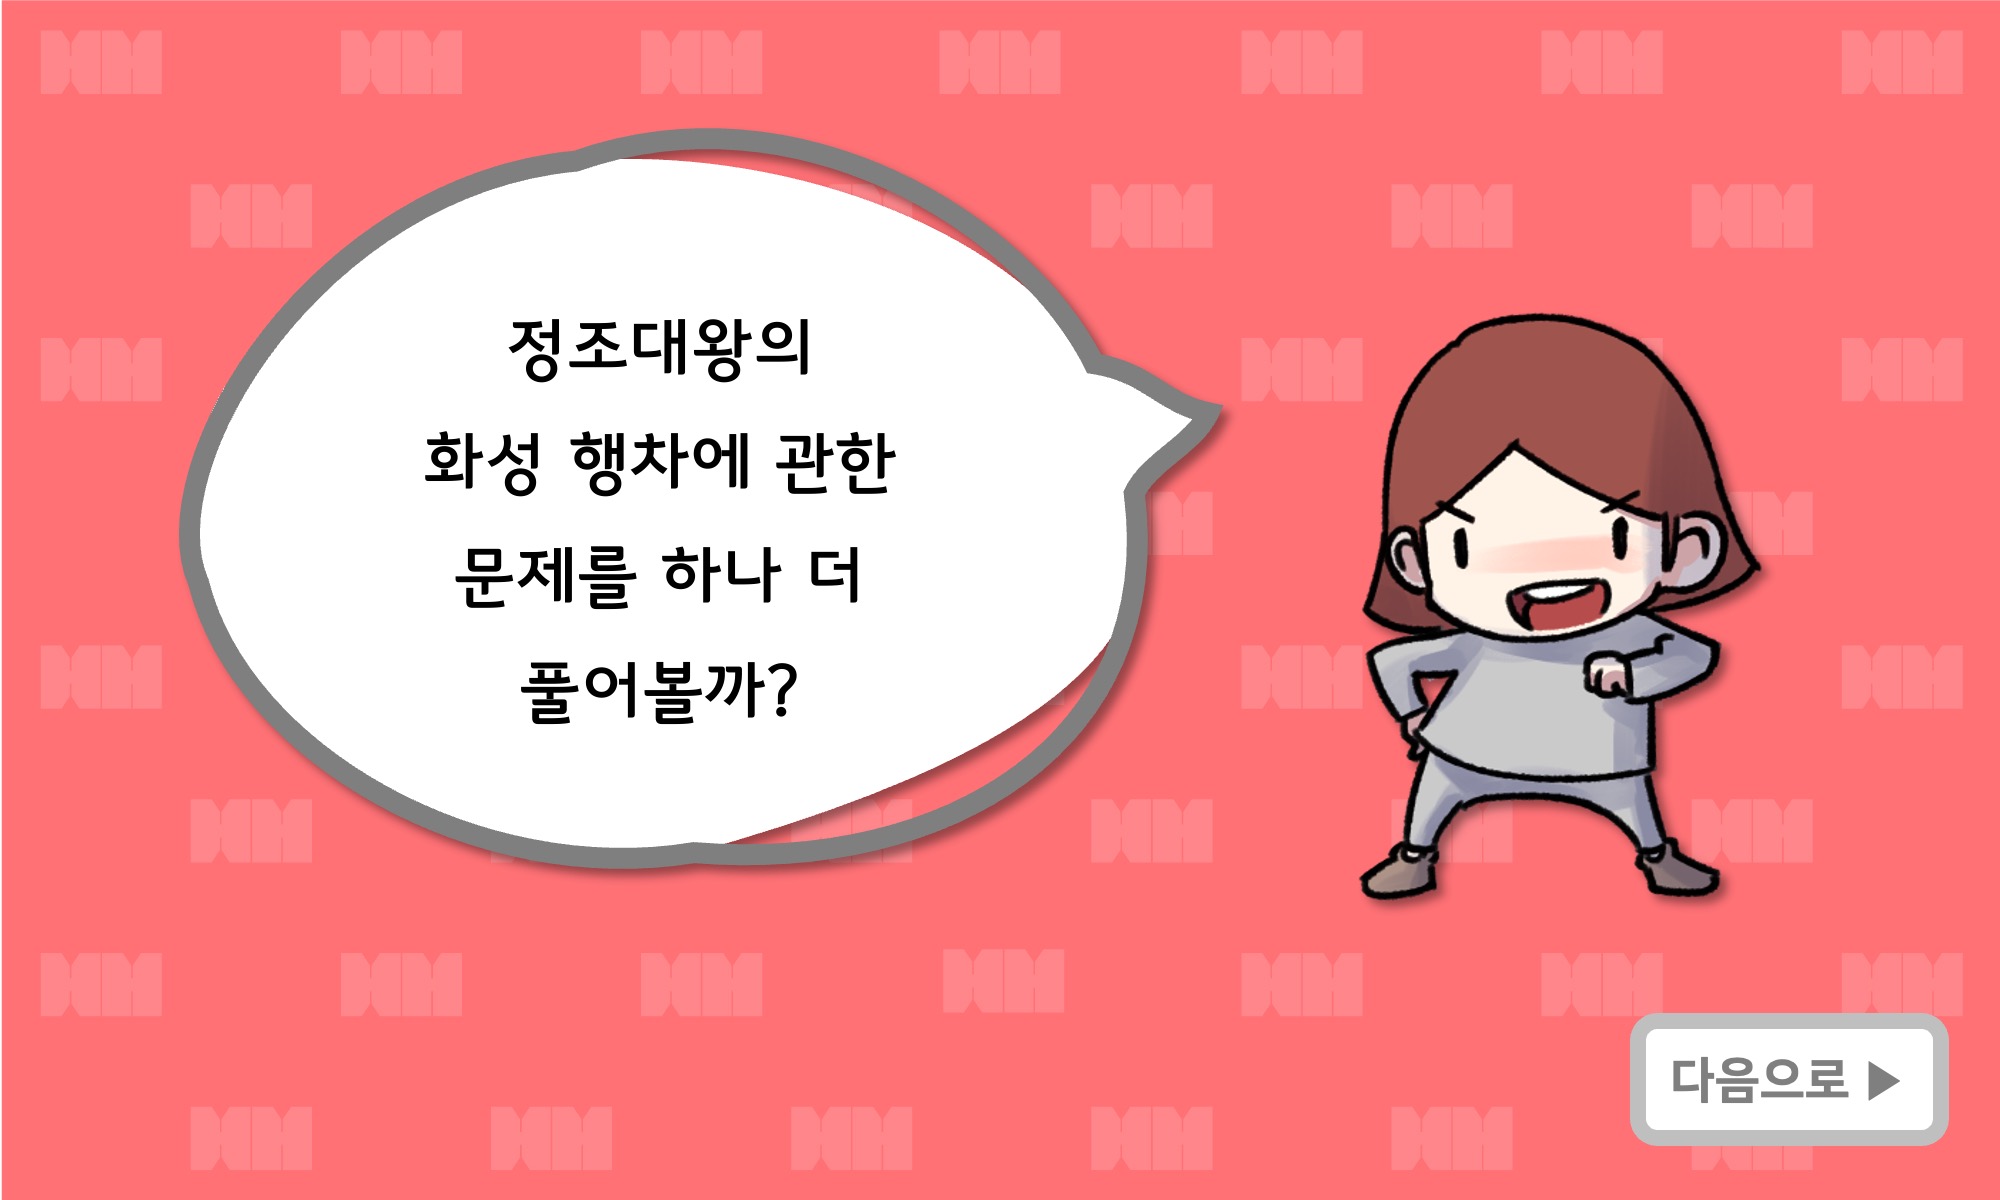 정조대왕의
화성 행차에 관한
문제를 하나 더
풀어볼까?
다음으로 ▶